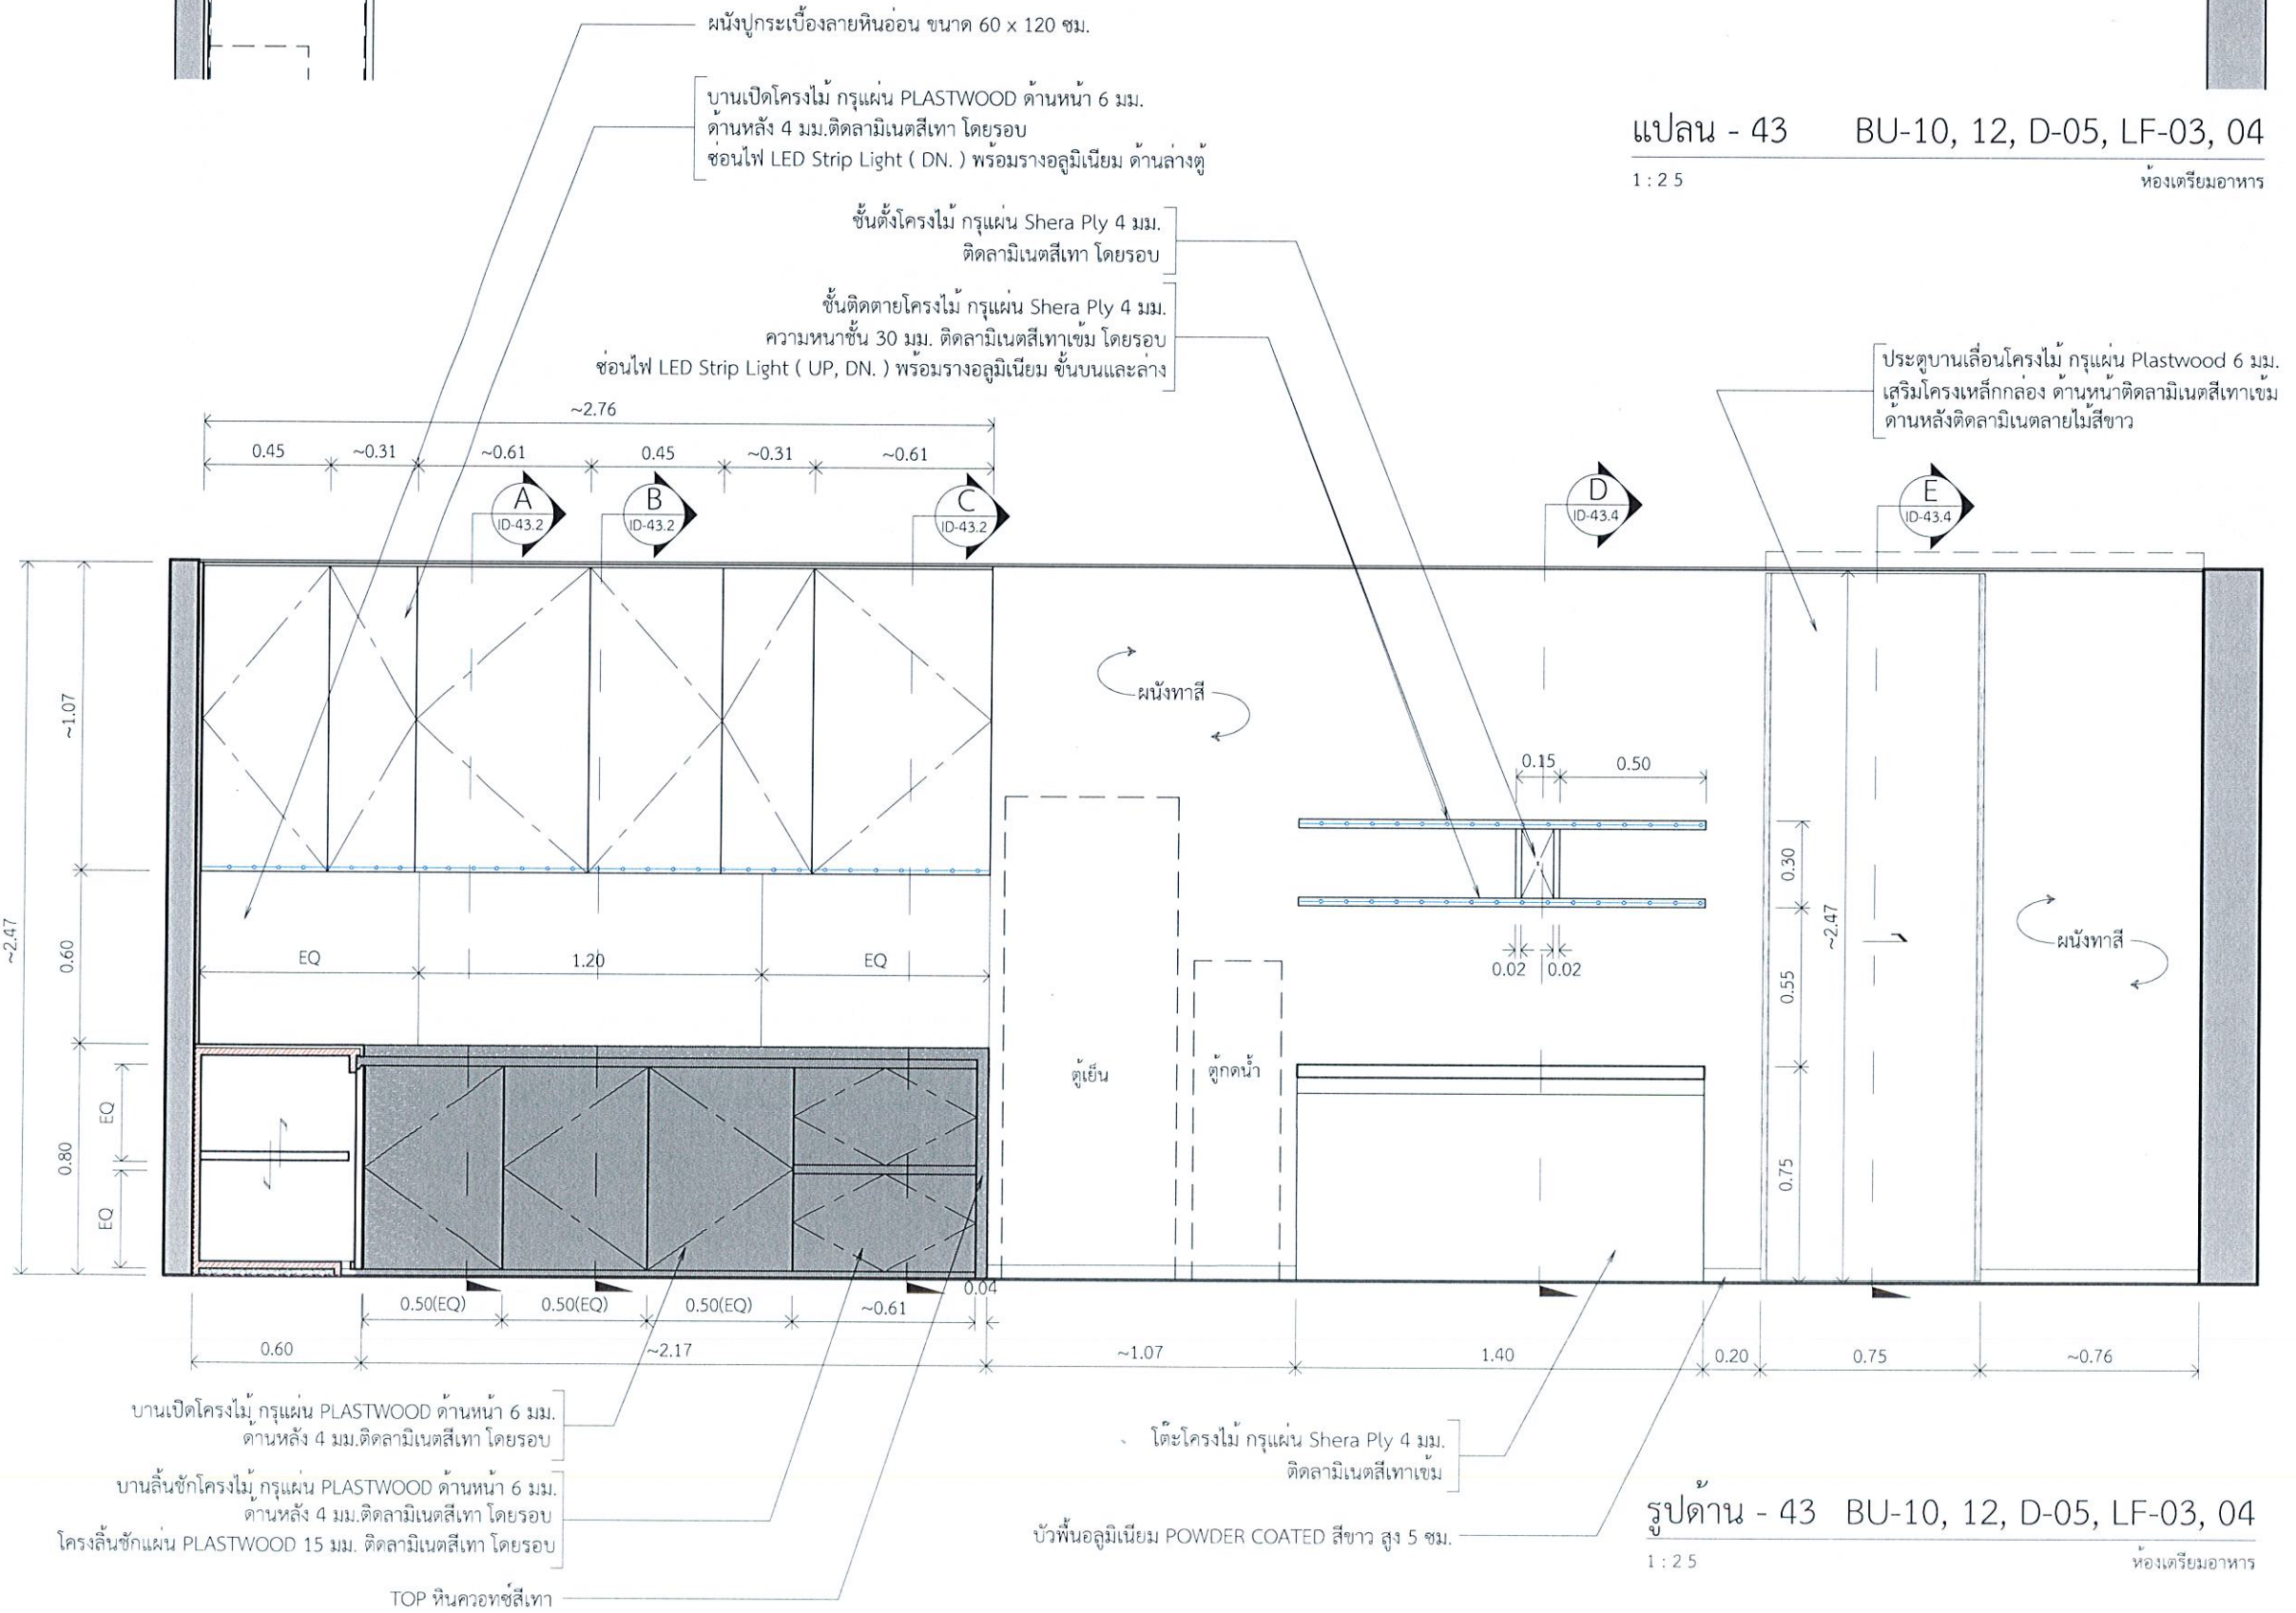 ผนังปูกระเบื้องลายหินอ่อน ขนาด 60 x 120 ซม.
บานเปิดโครงไม้ กรุแผ่น PLASTWOOD ด้านหน้า 6 มม.
ด้านหลัง 4 มม.ติดลามิเนตสีเทา โดยรอบ
ซ่อนไฟ LED Strip Light ( DN. ) พร้อมรางอลูมิเนียม ด้านล่างตู้
แปลน - 43 BU-10, 12, D-05, LF-03, 04
1 : 2 5 ห้องเตรียมอาหาร
ชั้นตั้งโครงไม้ กรุแผ่น Shera Ply 4 มม.
ติดลามิเนตสีเทา โดยรอบ
ชั้นติดตายโครงไม้ กรุแผ่น Shera Ply 4 มม.
ความหนาชั้น 30 มม. ติดลามิเนตสีเทาเข้ม โดยรอบ
ซ่อนไฟ LED Strip Light ( UP, DN. ) พร้อมรางอลูมิเนียม ชั้นบนและล่าง
ประตูบานเลื่อนโครงไม้ กรุแผ่น Plastwood 6 มม.
เสริมโครงเหล็กกล่อง ด้านหน้าติดลามิเนตสีเทาเข้ม
ด้านหลังติดลามิเนตลายไม้สีขาว
~2.76
0.45 ~0.31 ~0.61 0.45 ~0.31 ~0.61
A
ID-43.2
B
ID-43.2
C
ID-43.2
D
ID-43.4
E
ID-43.4
~2.47
~1.07
0.60
0.80
EQ
EQ
ผนังทาสี
0.15 0.50
0.30
0.55
0.75
~2.47
0.02 0.02
ผนังทาสี
EQ 1.20 EQ
ตู้เย็น
ตู้กดน้ำ
0.50(EQ) 0.50(EQ) 0.50(EQ) ~0.61 0.04
0.60 ~2.17 ~1.07 1.40 0.20 0.75 ~0.76
บานเปิดโครงไม้ กรุแผ่น PLASTWOOD ด้านหน้า 6 มม.
ด้านหลัง 4 มม.ติดลามิเนตสีเทา โดยรอบ
บานลิ้นชักโครงไม้ กรุแผ่น PLASTWOOD ด้านหน้า 6 มม.
ด้านหลัง 4 มม.ติดลามิเนตสีเทา โดยรอบ
โครงลิ้นชักแผ่น PLASTWOOD 15 มม. ติดลามิเนตสีเทา โดยรอบ
TOP หินควอทซ์สีเทา
โต๊ะโครงไม้ กรุแผ่น Shera Ply 4 มม.
ติดลามิเนตสีเทาเข้ม
บัวพื้นอลูมิเนียม POWDER COATED สีขาว สูง 5 ซม.
รูปด้าน - 43 BU-10, 12, D-05, LF-03, 04
1 : 2 5 ห้องเตรียมอาหาร